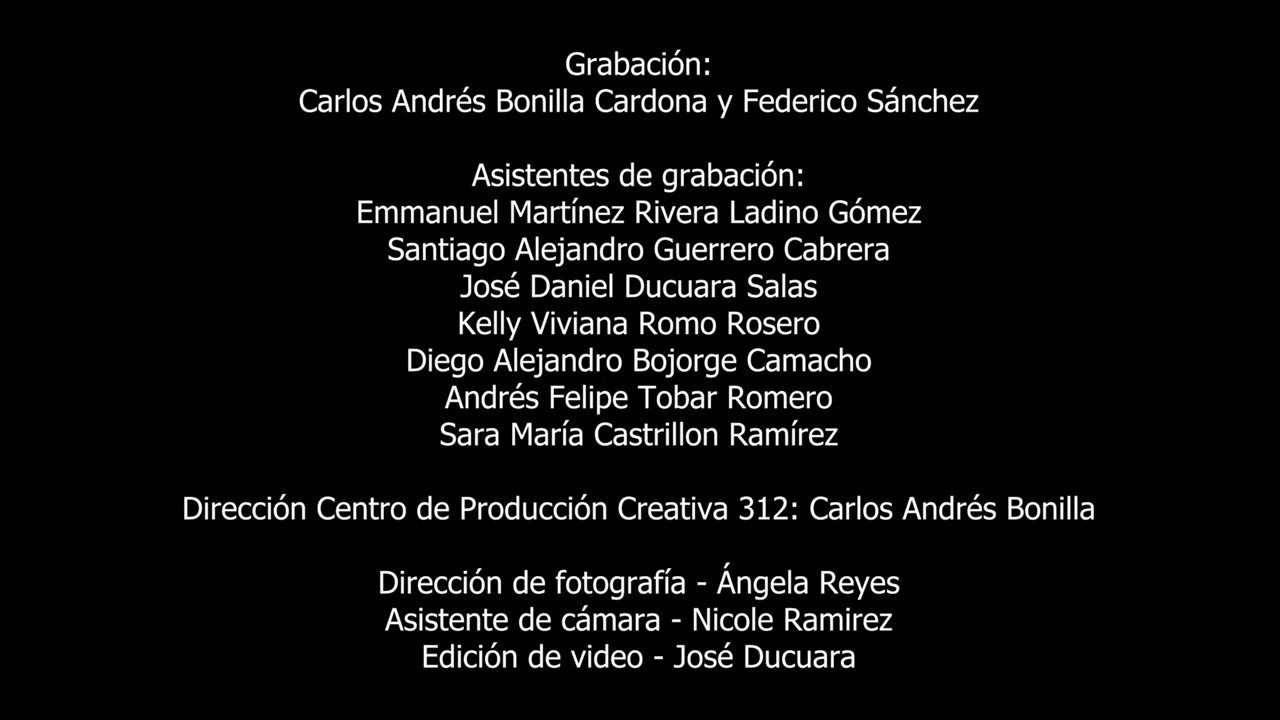 Grabación:
Carlos Andrés Bonilla Cardona y Federico Sánchez
Asistentes de grabación:
Emmanuel Martínez Rivera Ladino Gómez
Santiago Alejandro Guerrero Cabrera
José Daniel Ducuara Salas
Kelly Viviana Romo Rosero
Diego Alejandro Bojorge Camacho
Andrés Felipe Tobar Romero
Sara María Castrillon Ramírez
Dirección Centro de Producción Creativa 312: Carlos Andrés Bonilla
Dirección de fotografía - Ángela Reyes
Asistente de cámara - Nicole Ramirez
Edición de video - José Ducuara